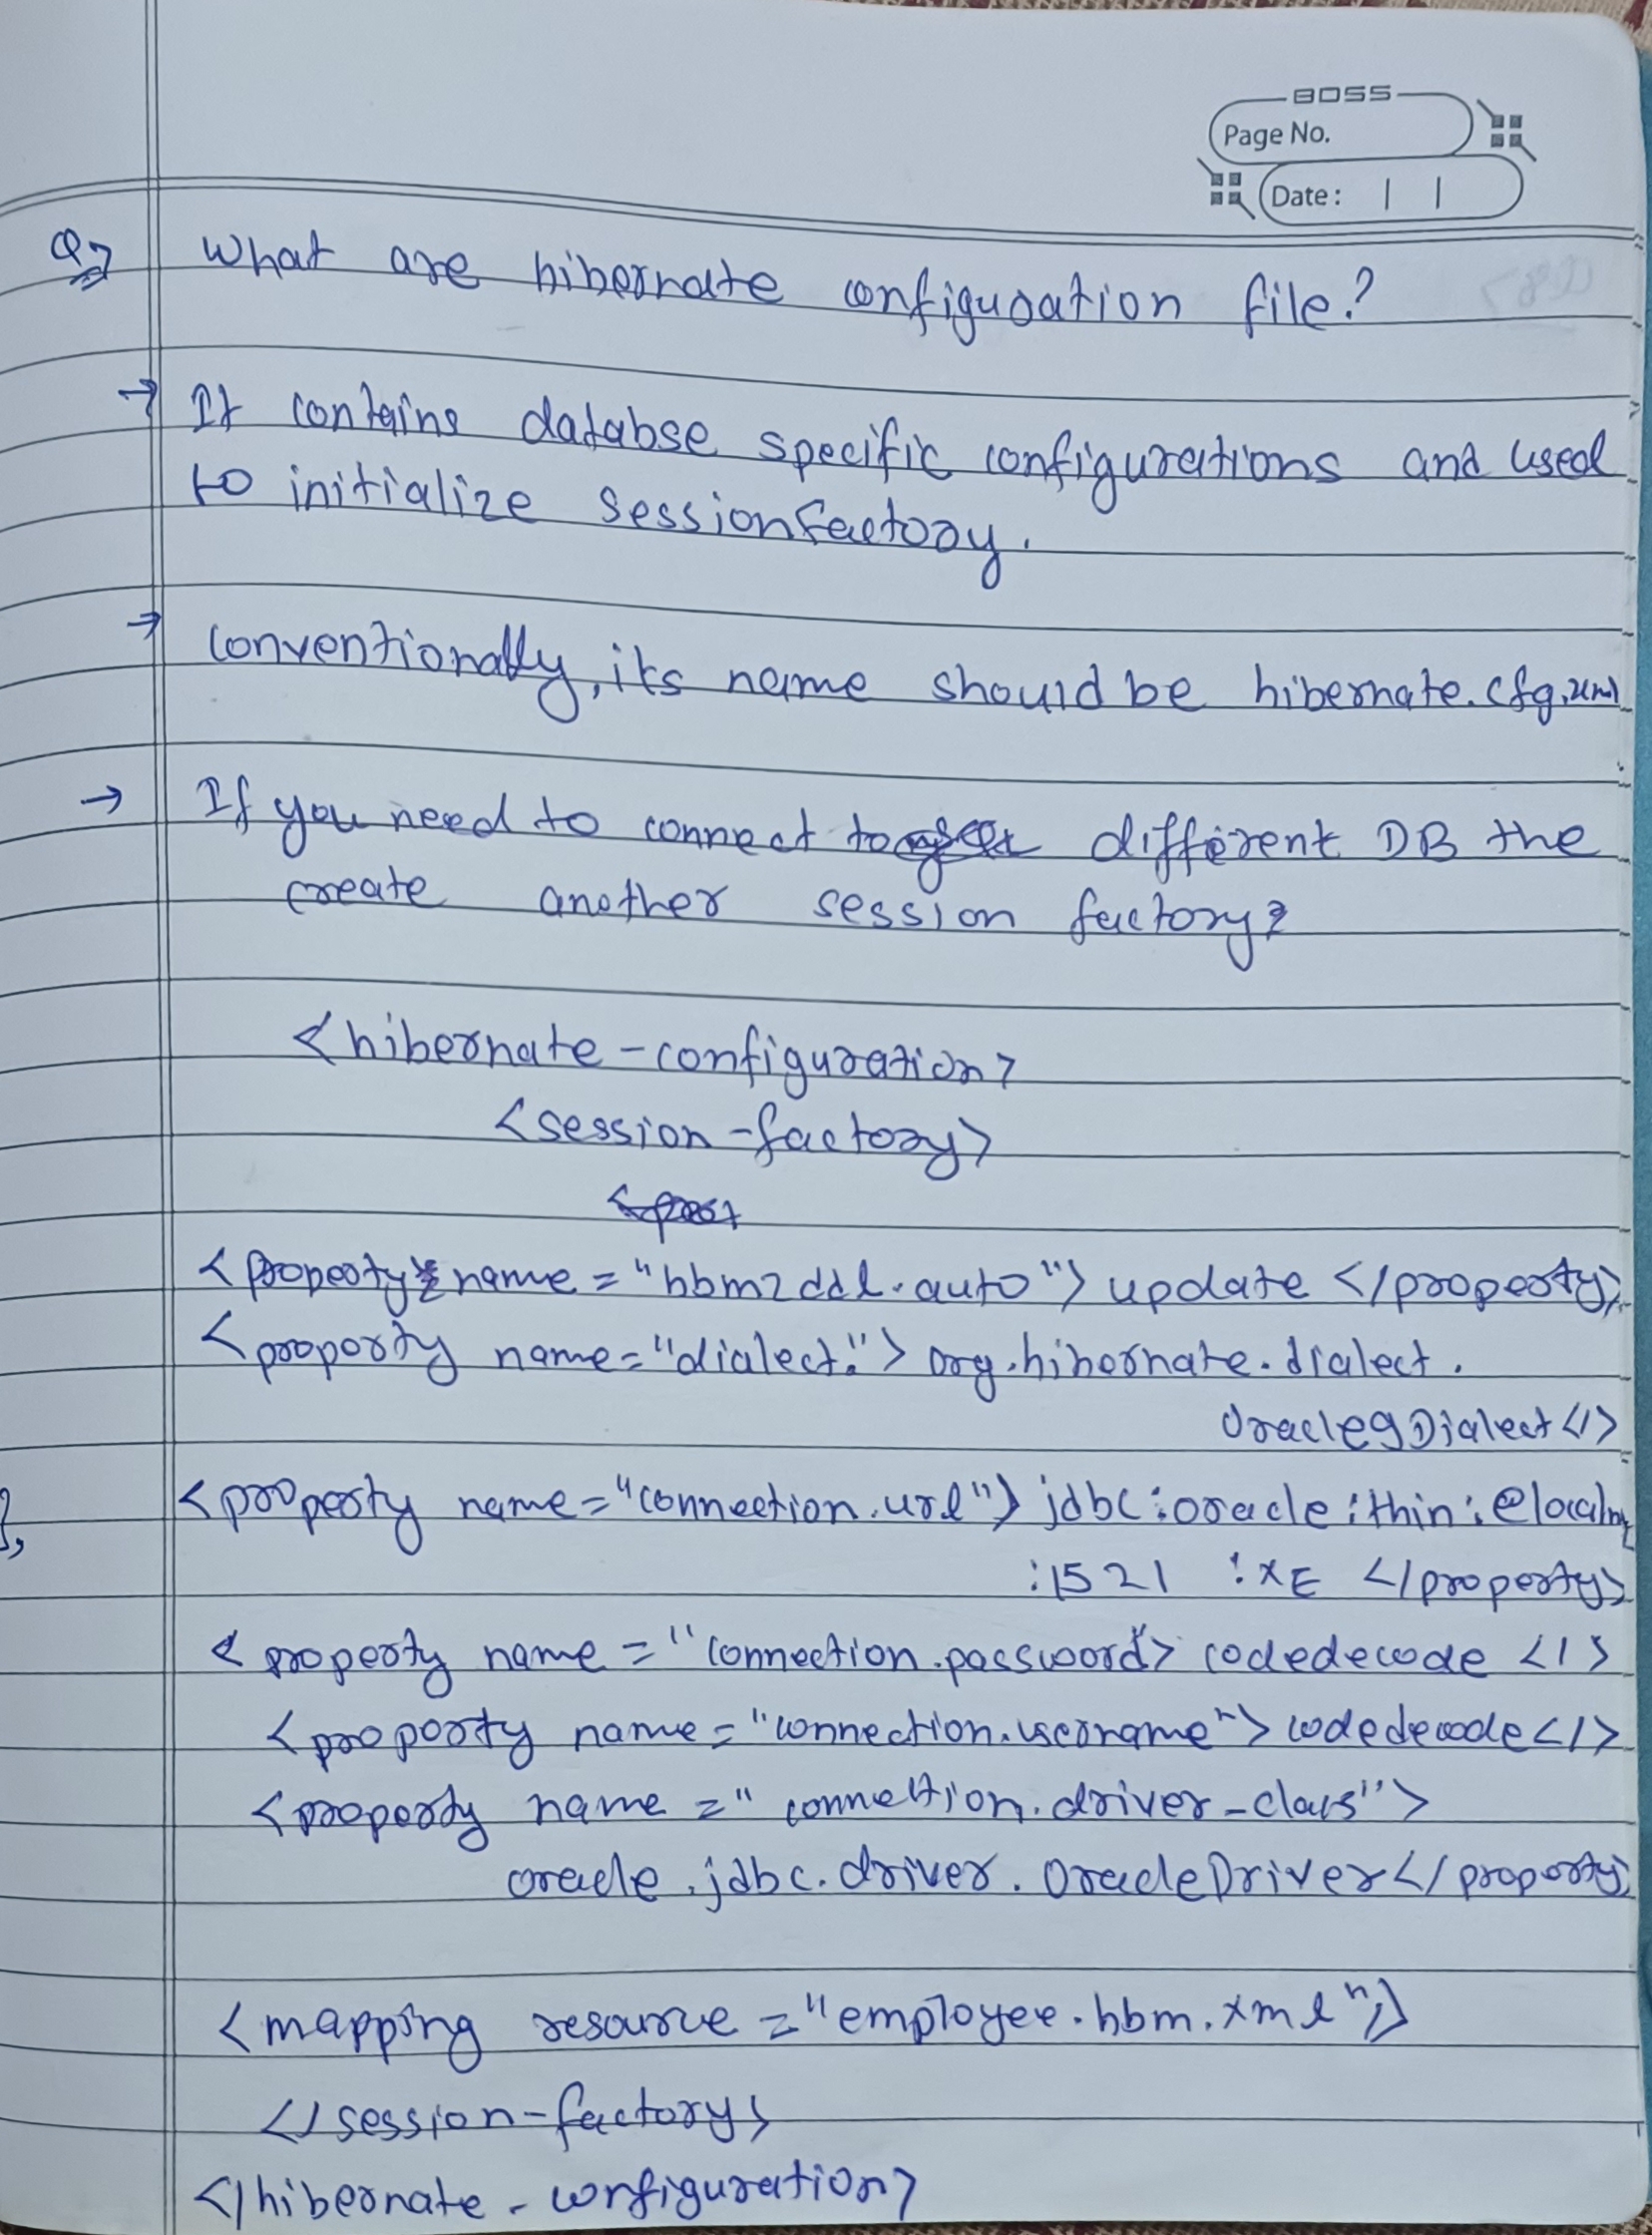 BOSS
Page No.
Date: | |
Q7 What are hibernate configuration file?
→ It contains databse specific configurations and used
to initialize sessionfactory.
→ Conventionally, its name should be hibernate.cfg.xml
→ If you need to connect to different DB the
create another session factory?
<hibernate-configuration>
<session-factory>
<property name="hbm2ddl.auto"> update </property>
<property name="dialect."> org.hibernate.dialect.
Oracle9Dialect </>
<property name="connection.url"> jdbc:oracle:thin:@localh
:1521 :XE </property>
<property name="connection.password"> codedecode </>
<property name="connection.username"> codedecode </>
<property name="connection.driver-class">
oracle.jdbc.driver.OracleDriver</property>
<mapping resource="employee.hbm.xml"/>
</session-factory>
</hibernate-configuration>